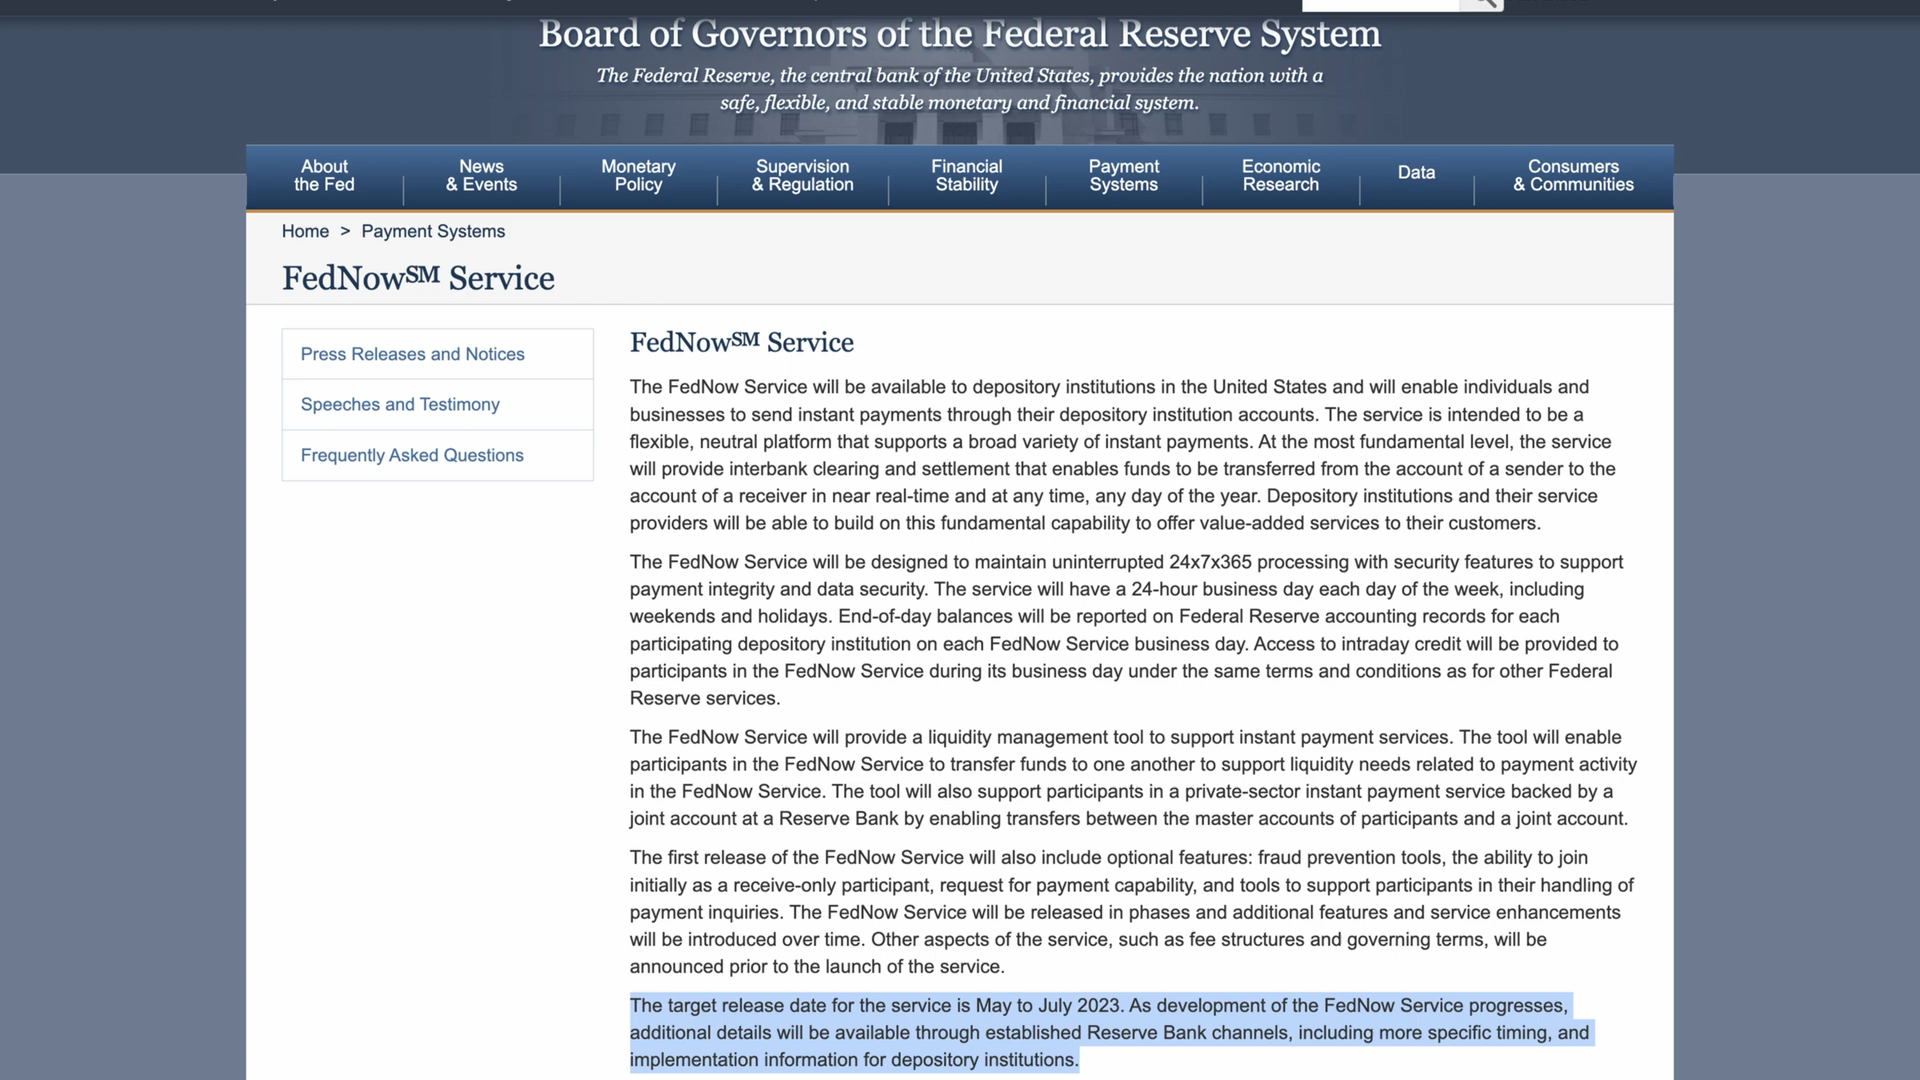 Board of Governors of the Federal Reserve System
The Federal Reserve, the central bank of the United States, provides the nation with a
safe, flexible, and stable monetary and financial system.
About
the Fed
News
& Events
Monetary
Policy
Supervision
& Regulation
Financial
Stability
Payment
Systems
Economic
Research
Data
Consumers
& Communities
Home > Payment Systems
FedNow℠ Service
Press Releases and Notices
Speeches and Testimony
Frequently Asked Questions
FedNow℠ Service
The FedNow Service will be available to depository institutions in the United States and will enable individuals and
businesses to send instant payments through their depository institution accounts. The service is intended to be a
flexible, neutral platform that supports a broad variety of instant payments. At the most fundamental level, the service
will provide interbank clearing and settlement that enables funds to be transferred from the account of a sender to the
account of a receiver in near real-time and at any time, any day of the year. Depository institutions and their service
providers will be able to build on this fundamental capability to offer value-added services to their customers.
The FedNow Service will be designed to maintain uninterrupted 24x7x365 processing with security features to support
payment integrity and data security. The service will have a 24-hour business day each day of the week, including
weekends and holidays. End-of-day balances will be reported on Federal Reserve accounting records for each
participating depository institution on each FedNow Service business day. Access to intraday credit will be provided to
participants in the FedNow Service during its business day under the same terms and conditions as for other Federal
Reserve services.
The FedNow Service will provide a liquidity management tool to support instant payment services. The tool will enable
participants in the FedNow Service to transfer funds to one another to support liquidity needs related to payment activity
in the FedNow Service. The tool will also support participants in a private-sector instant payment service backed by a
joint account at a Reserve Bank by enabling transfers between the master accounts of participants and a joint account.
The first release of the FedNow Service will also include optional features: fraud prevention tools, the ability to join
initially as a receive-only participant, request for payment capability, and tools to support participants in their handling of
payment inquiries. The FedNow Service will be released in phases and additional features and service enhancements
will be introduced over time. Other aspects of the service, such as fee structures and governing terms, will be
announced prior to the launch of the service.
The target release date for the service is May to July 2023. As development of the FedNow Service progresses,
additional details will be available through established Reserve Bank channels, including more specific timing, and
implementation information for depository institutions.